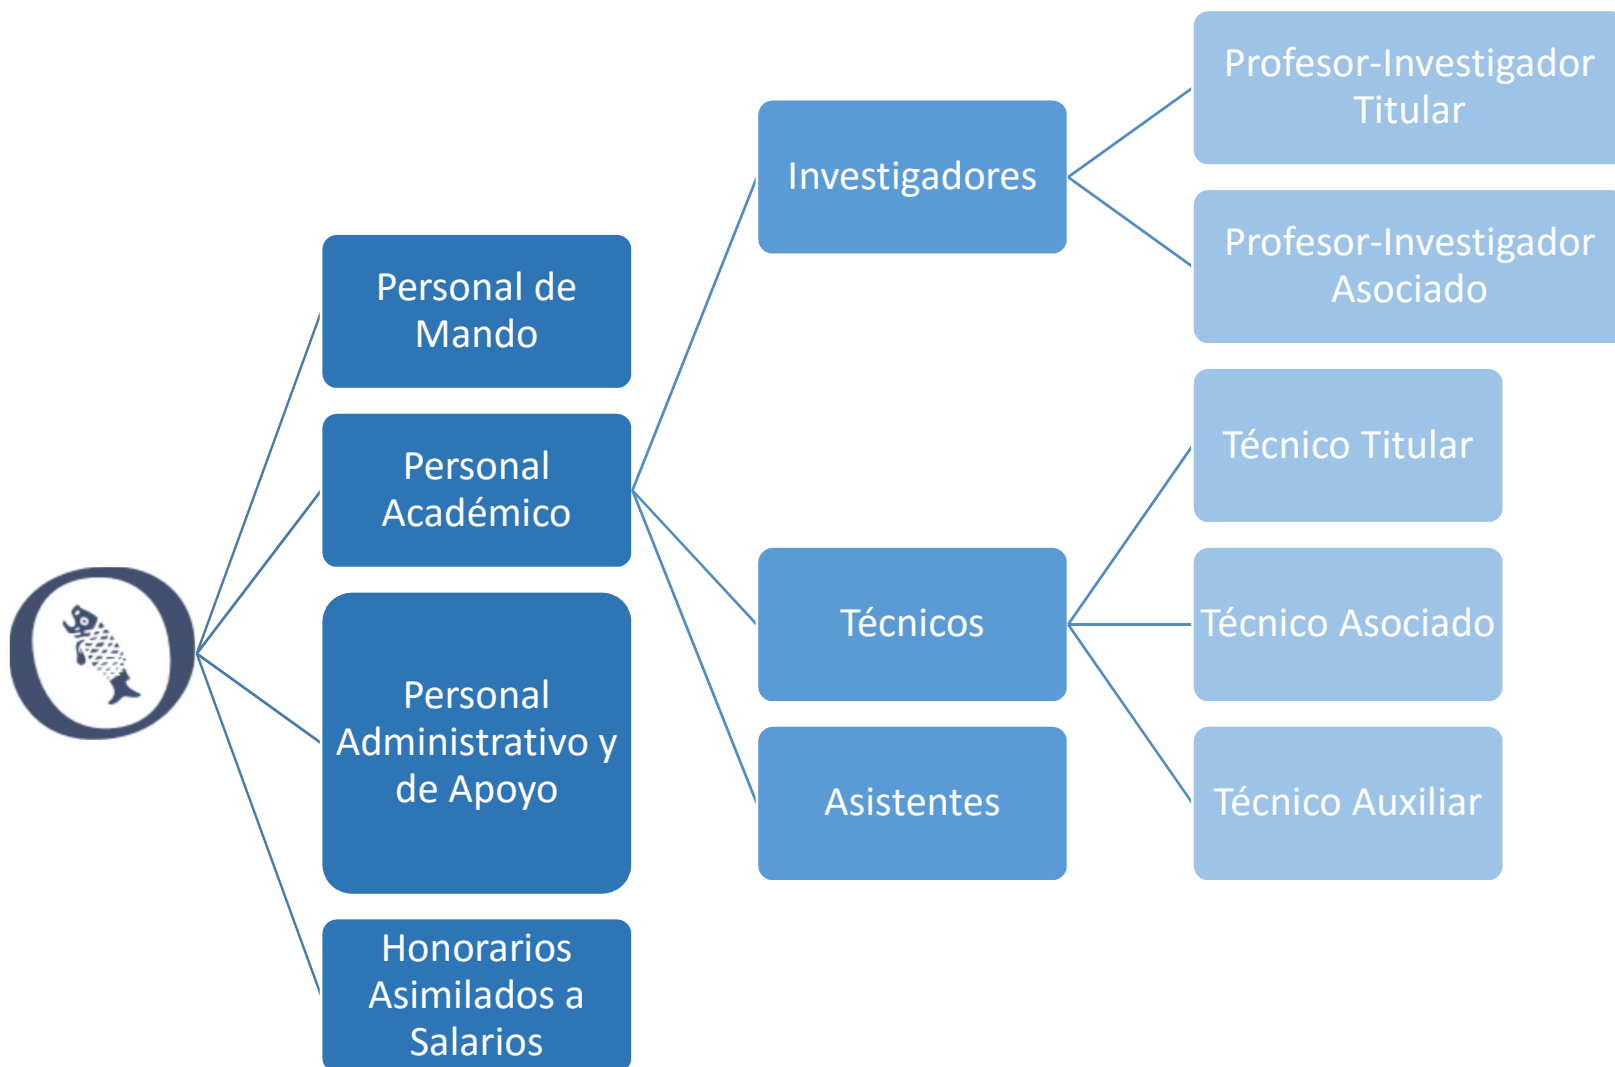 Personal de
Mando
Personal
Académico
Personal
Administrativo y
de Apoyo
Honorarios
Asimilados a
Salarios
Investigadores
Técnicos
Asistentes
Profesor-Investigador
Titular
Profesor-Investigador
Asociado
Técnico Titular
Técnico Asociado
Técnico Auxiliar